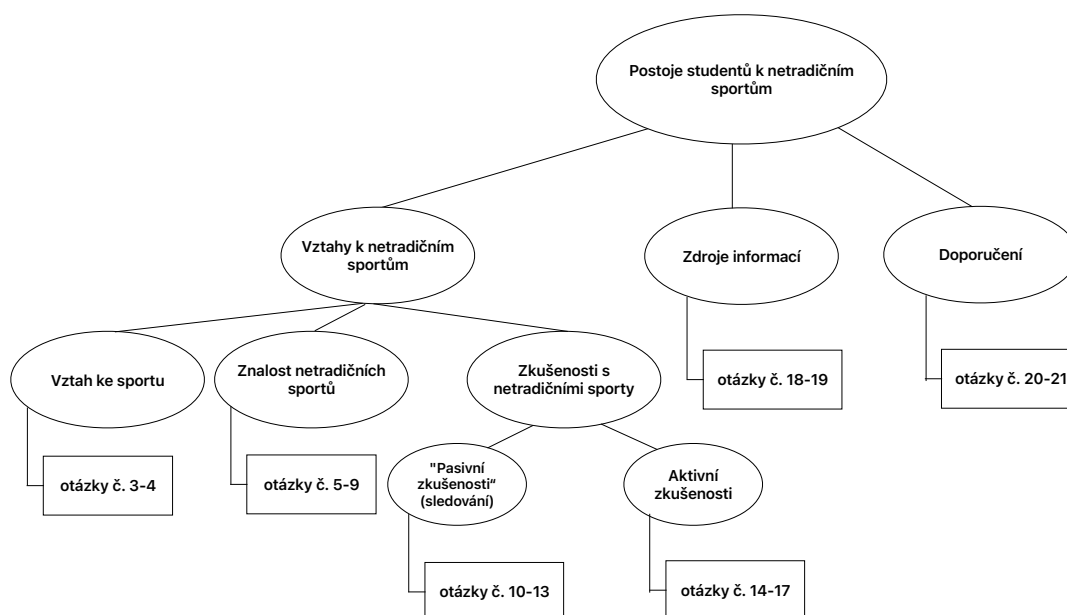 Postoje studentů k netradičním
sportům
Vztahy k netradičním
sportům
Zdroje informací
Doporučení
Vztah ke sportu
Znalost netradičních
sportů
Zkušenosti s
netradičními sporty
otázky č. 18-19
otázky č. 20-21
otázky č. 3-4
otázky č. 5-9
"Pasivní
zkušenosti“
(sledování)
Aktivní
zkušenosti
otázky č. 10-13
otázky č. 14-17